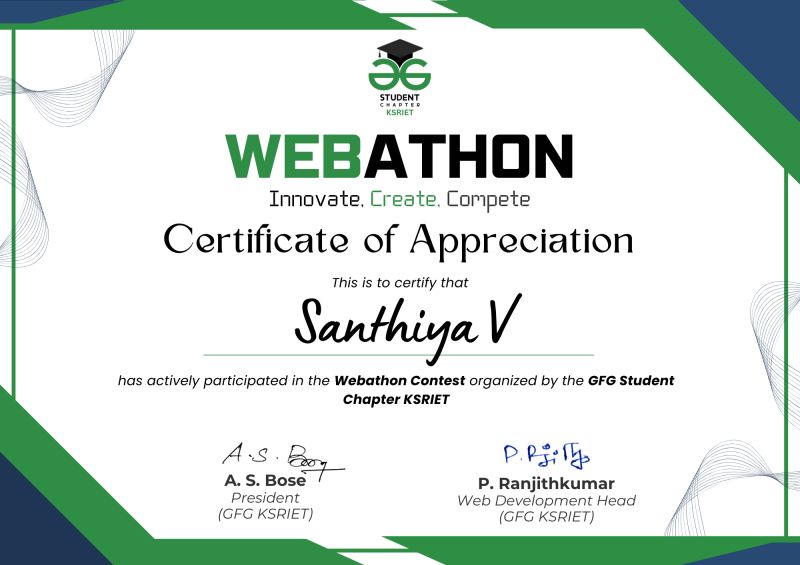 GG
STUDENT
CHAPTER
KSRIET
WEBATHON
Innovate. Create. Compete
Certificate of Appreciation
This is to certify that
Santhiya V
has actively participated in the Webathon Contest organized by the GFG Student
Chapter KSRIET
A. S. Bose
A. S. Bose
President
(GFG KSRIET)
P. Ranjithkumar
Web Development Head
(GFG KSRIET)